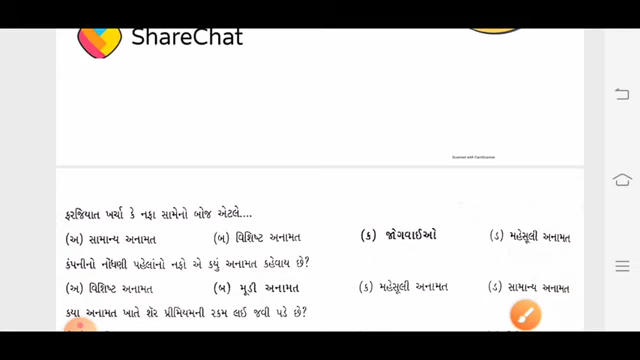 ShareChat
Scanned with CamScanner
ફરજિયાત ખર્ચા કે નફા સામેનો બોજ એટલે....
(અ) સામાન્ય અનામત (બ) વિશિષ્ટ અનામત (ક) જોગવાઈઓ (ડ) મહેસૂલી અનામત
કંપનીનો નોંધણી પહેલાંનો નફો એ કયું અનામત કહેવાય છે?
(અ) વિશિષ્ટ અનામત (બ) મૂડી અનામત (ક) મહેસૂલી અનામત (ડ) સામાન્ય અનામત
કયા અનામત ખાતે શૅર પ્રીમિયમની રકમ લઈ જવી પડે છે?